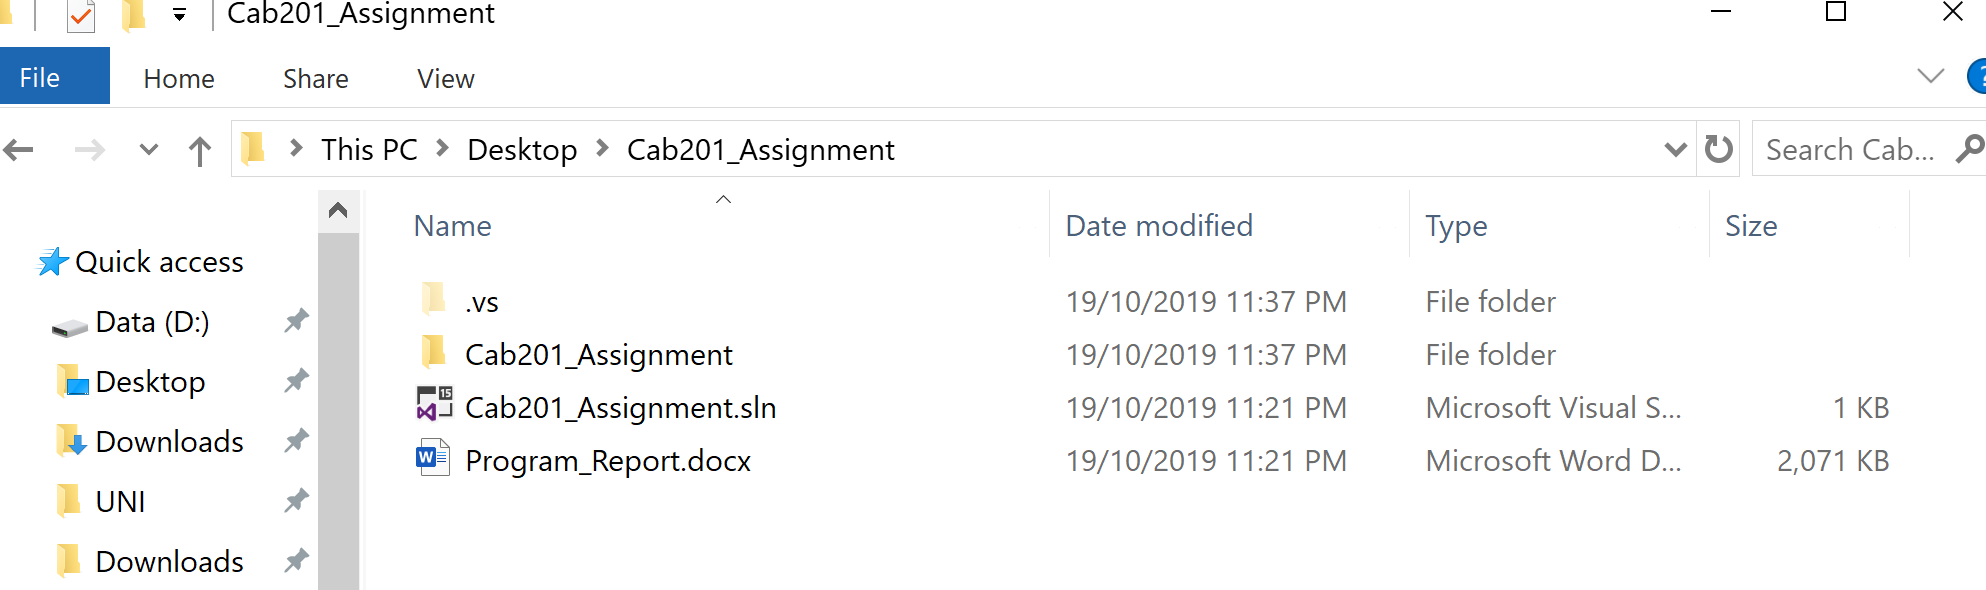 Cab201_Assignment
File Home Share View
This PC Desktop Cab201_Assignment Search Cab...
Name Date modified Type Size
Quick access
Data (D:)
Desktop
Downloads
UNI
Downloads
.vs 19/10/2019 11:37 PM File folder
Cab201_Assignment 19/10/2019 11:37 PM File folder
15
Cab201_Assignment.sln 19/10/2019 11:21 PM Microsoft Visual S... 1 KB
W
Program_Report.docx 19/10/2019 11:21 PM Microsoft Word D... 2,071 KB